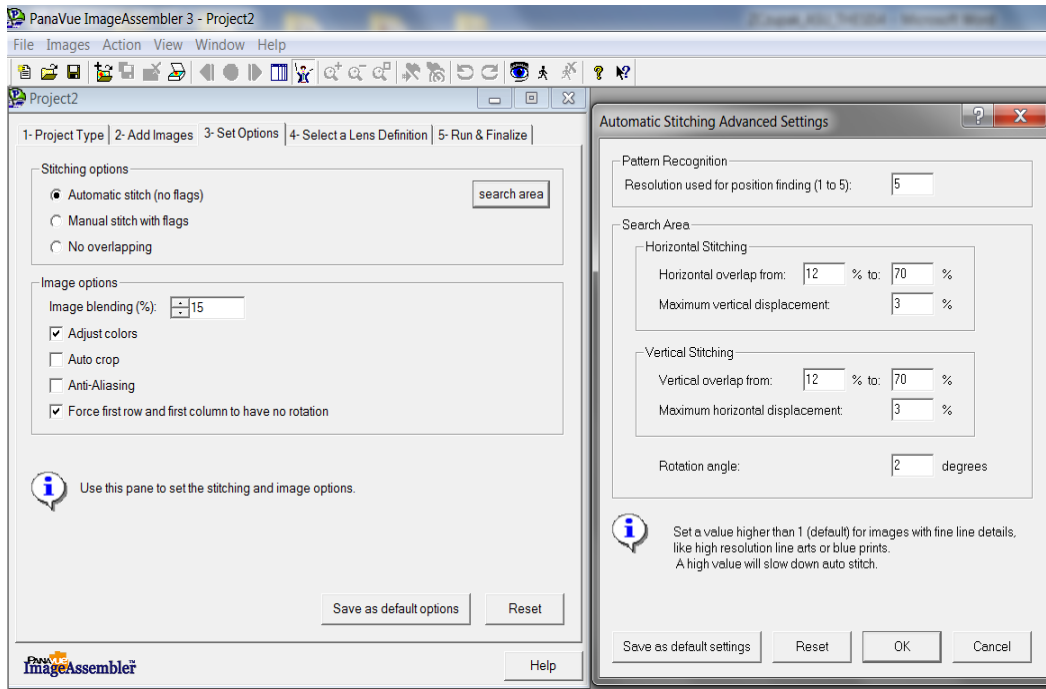 PanaVue ImageAssembler 3 - Project2
File Images Action View Window Help
Project2
1- Project Type 2- Add Images 3- Set Options 4- Select a Lens Definition 5- Run & Finalize
Stitching options
Automatic stitch (no flags)
search area
Manual stitch with flags
No overlapping
Image options
Image blending (%): 15
Adjust colors
Auto crop
Anti-Aliasing
Force first row and first column to have no rotation
Use this pane to set the stitching and image options.
Save as default options Reset
PANAVUE
ImageAssembler™
Help
Automatic Stitching Advanced Settings
Pattern Recognition
Resolution used for position finding (1 to 5): 5
Search Area
Horizontal Stitching
Horizontal overlap from: 12 % to: 70 %
Maximum vertical displacement: 3 %
Vertical Stitching
Vertical overlap from: 12 % to: 70 %
Maximum horizontal displacement: 3 %
Rotation angle: 2 degrees
Set a value higher than 1 (default) for images with fine line details,
like high resolution line arts or blue prints.
A high value will slow down auto stitch.
Save as default settings Reset OK Cancel